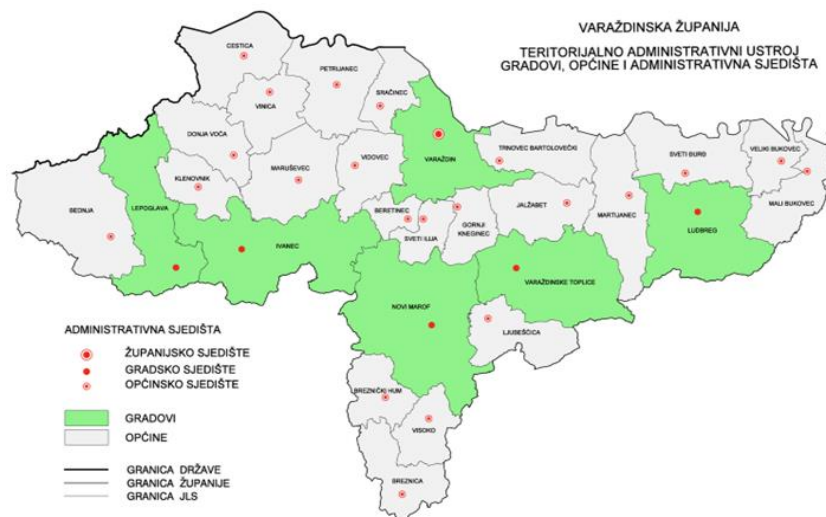 VARAŽDINSKA ŽUPANIJA
TERITORIJALNO ADMINISTRATIVNI USTROJ
GRADOVI, OPĆINE I ADMINISTRATIVNA SJEDIŠTA
CESTICA
PETRIJANEC
SRAČINEC
VINICA
DONJA VOĆA
VIDOVEC
VARAŽDIN
TRNOVEC BARTOLOVEČKI
SVETI ĐURĐ
VELIKI BUKOVEC
KLENOVNIK
MARUŠEVEC
BEDNJA
LEPOGLAVA
BERETINEC
JALŽABET
MARTIJANEC
MALI BUKOVEC
GORNJI
KNEGINEC
SVETI ILIJA
IVANEC
LUDBREG
VARAŽDINSKE TOPLICE
NOVI MAROF
LJUBEŠĆICA
ADMINISTRATIVNA SJEDIŠTA
ŽUPANIJSKO SJEDIŠTE
GRADSKO SJEDIŠTE
OPĆINSKO SJEDIŠTE
BREZNIČKI HUM
VISOKO
GRADOVI
OPĆINE
BREZNICA
GRANICA DRŽAVE
GRANICA ŽUPANIJE
GRANICA JLS